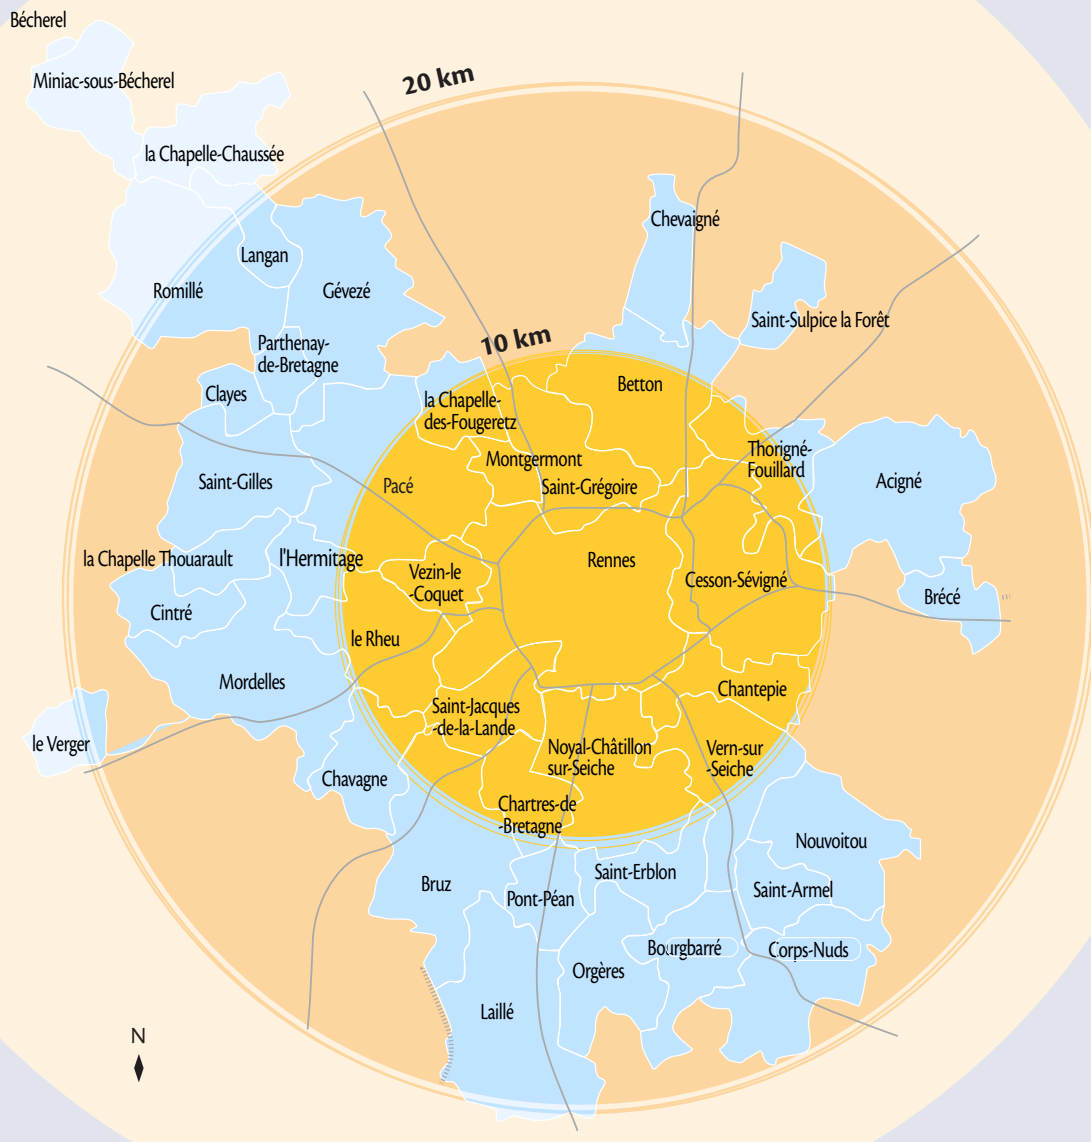 Bécherel
20 km
Miniac-sous-Bécherel
la Chapelle-Chaussée
Chevaigné
Langan
Romillé
Gévezé
Saint-Sulpice la Forêt
10 km
Parthenay-
de-Bretagne
Clayes
la Chapelle-
des-Fougeretz
Betton
Montgermont
Thorigné-
Fouillard
Saint-Gilles
Pacé
Saint-Grégoire
Acigné
la Chapelle Thouarault
l'Hermitage
Vezin-le
-Coquet
Rennes
Cesson-Sévigné
Brécé
Cintré
le Rheu
Mordelles
Chantepie
Saint-Jacques
-de-la-Lande
le Verger
Noyal-Châtillon
sur-Seiche
Vern-sur
-Seiche
Chavagne
Chartres-de
-Bretagne
Nouvoitou
Bruz
Saint-Erblon
Pont-Péan
Saint-Armel
Bourgbarré
Corps-Nuds
Orgères
Laillé
N